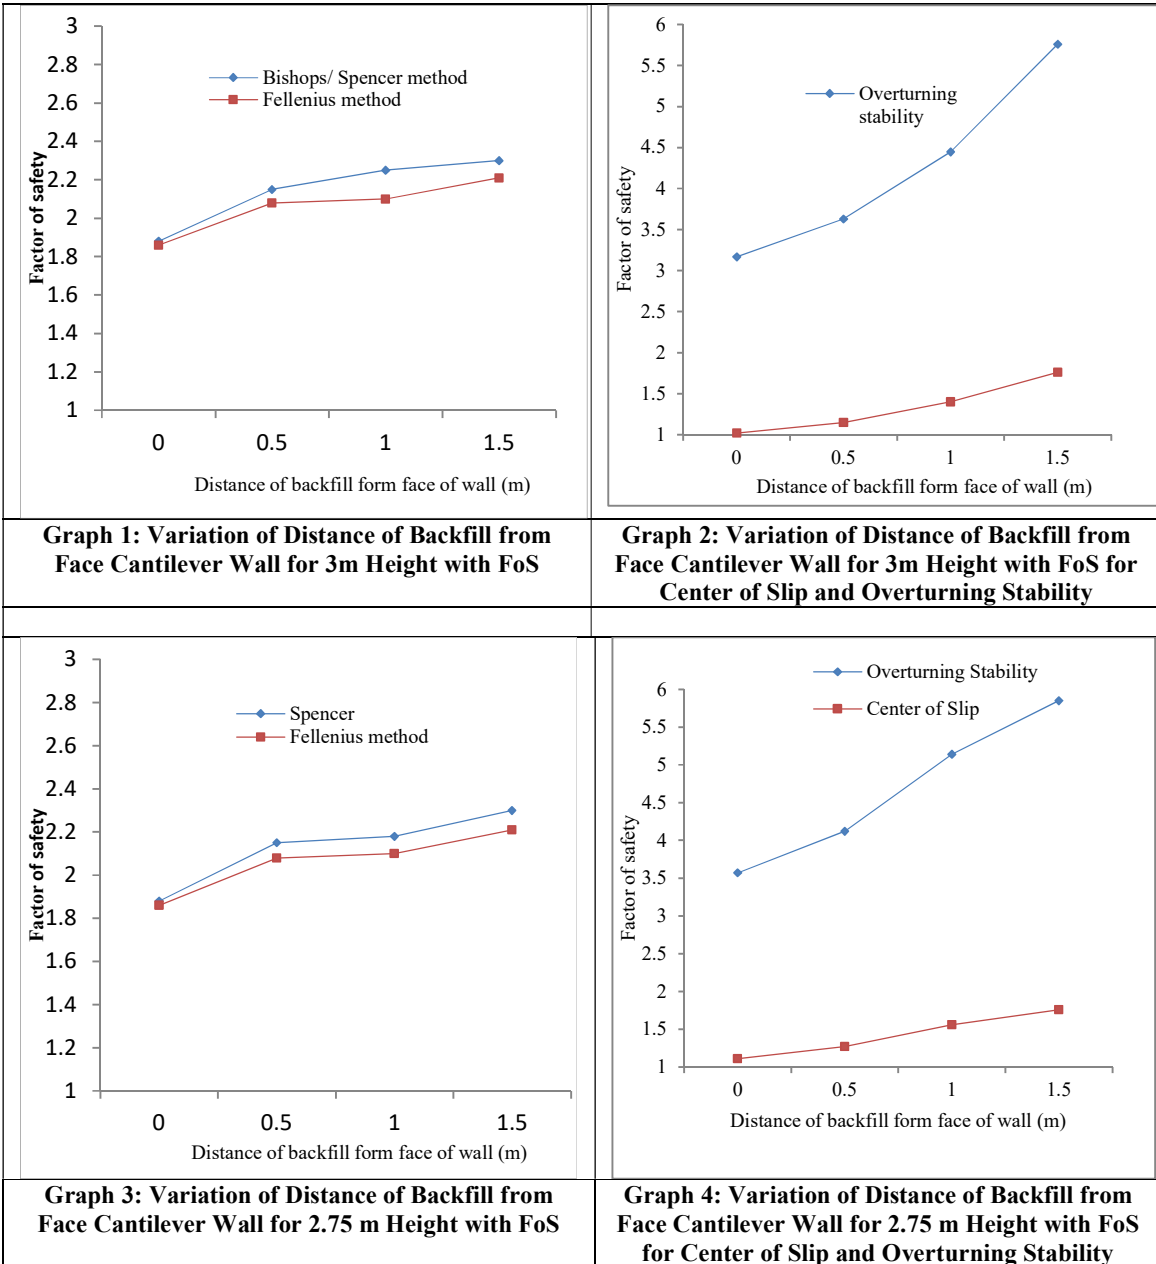 3
2.8
2.6
2.4
2.2
2
1.8
1.6
1.4
1.2
1
Factor of safety
Bishops/ Spencer method
Fellenius method
0 0.5 1 1.5
Distance of backfill form face of wall (m)
Graph 1: Variation of Distance of Backfill from
Face Cantilever Wall for 3m Height with FoS
6
5.5
5
4.5
4
3.5
3
2.5
2
1.5
1
Factor of safety
Overturning
stability
0 0.5 1 1.5
Distance of backfill form face of wall (m)
Graph 2: Variation of Distance of Backfill from
Face Cantilever Wall for 3m Height with FoS for
Center of Slip and Overturning Stability
3
2.8
2.6
2.4
2.2
2
1.8
1.6
1.4
1.2
1
Factor of safety
Spencer
Fellenius method
0 0.5 1 1.5
Distance of backfill form face of wall (m)
Graph 3: Variation of Distance of Backfill from
Face Cantilever Wall for 2.75 m Height with FoS
Overturning Stability
Center of Slip
6
5.5
5
4.5
4
3.5
3
2.5
2
1.5
1
Factor of safety
0 0.5 1 1.5
Distance of backfill form face of wall (m)
Graph 4: Variation of Distance of Backfill from
Face Cantilever Wall for 2.75 m Height with FoS
for Center of Slip and Overturning Stability